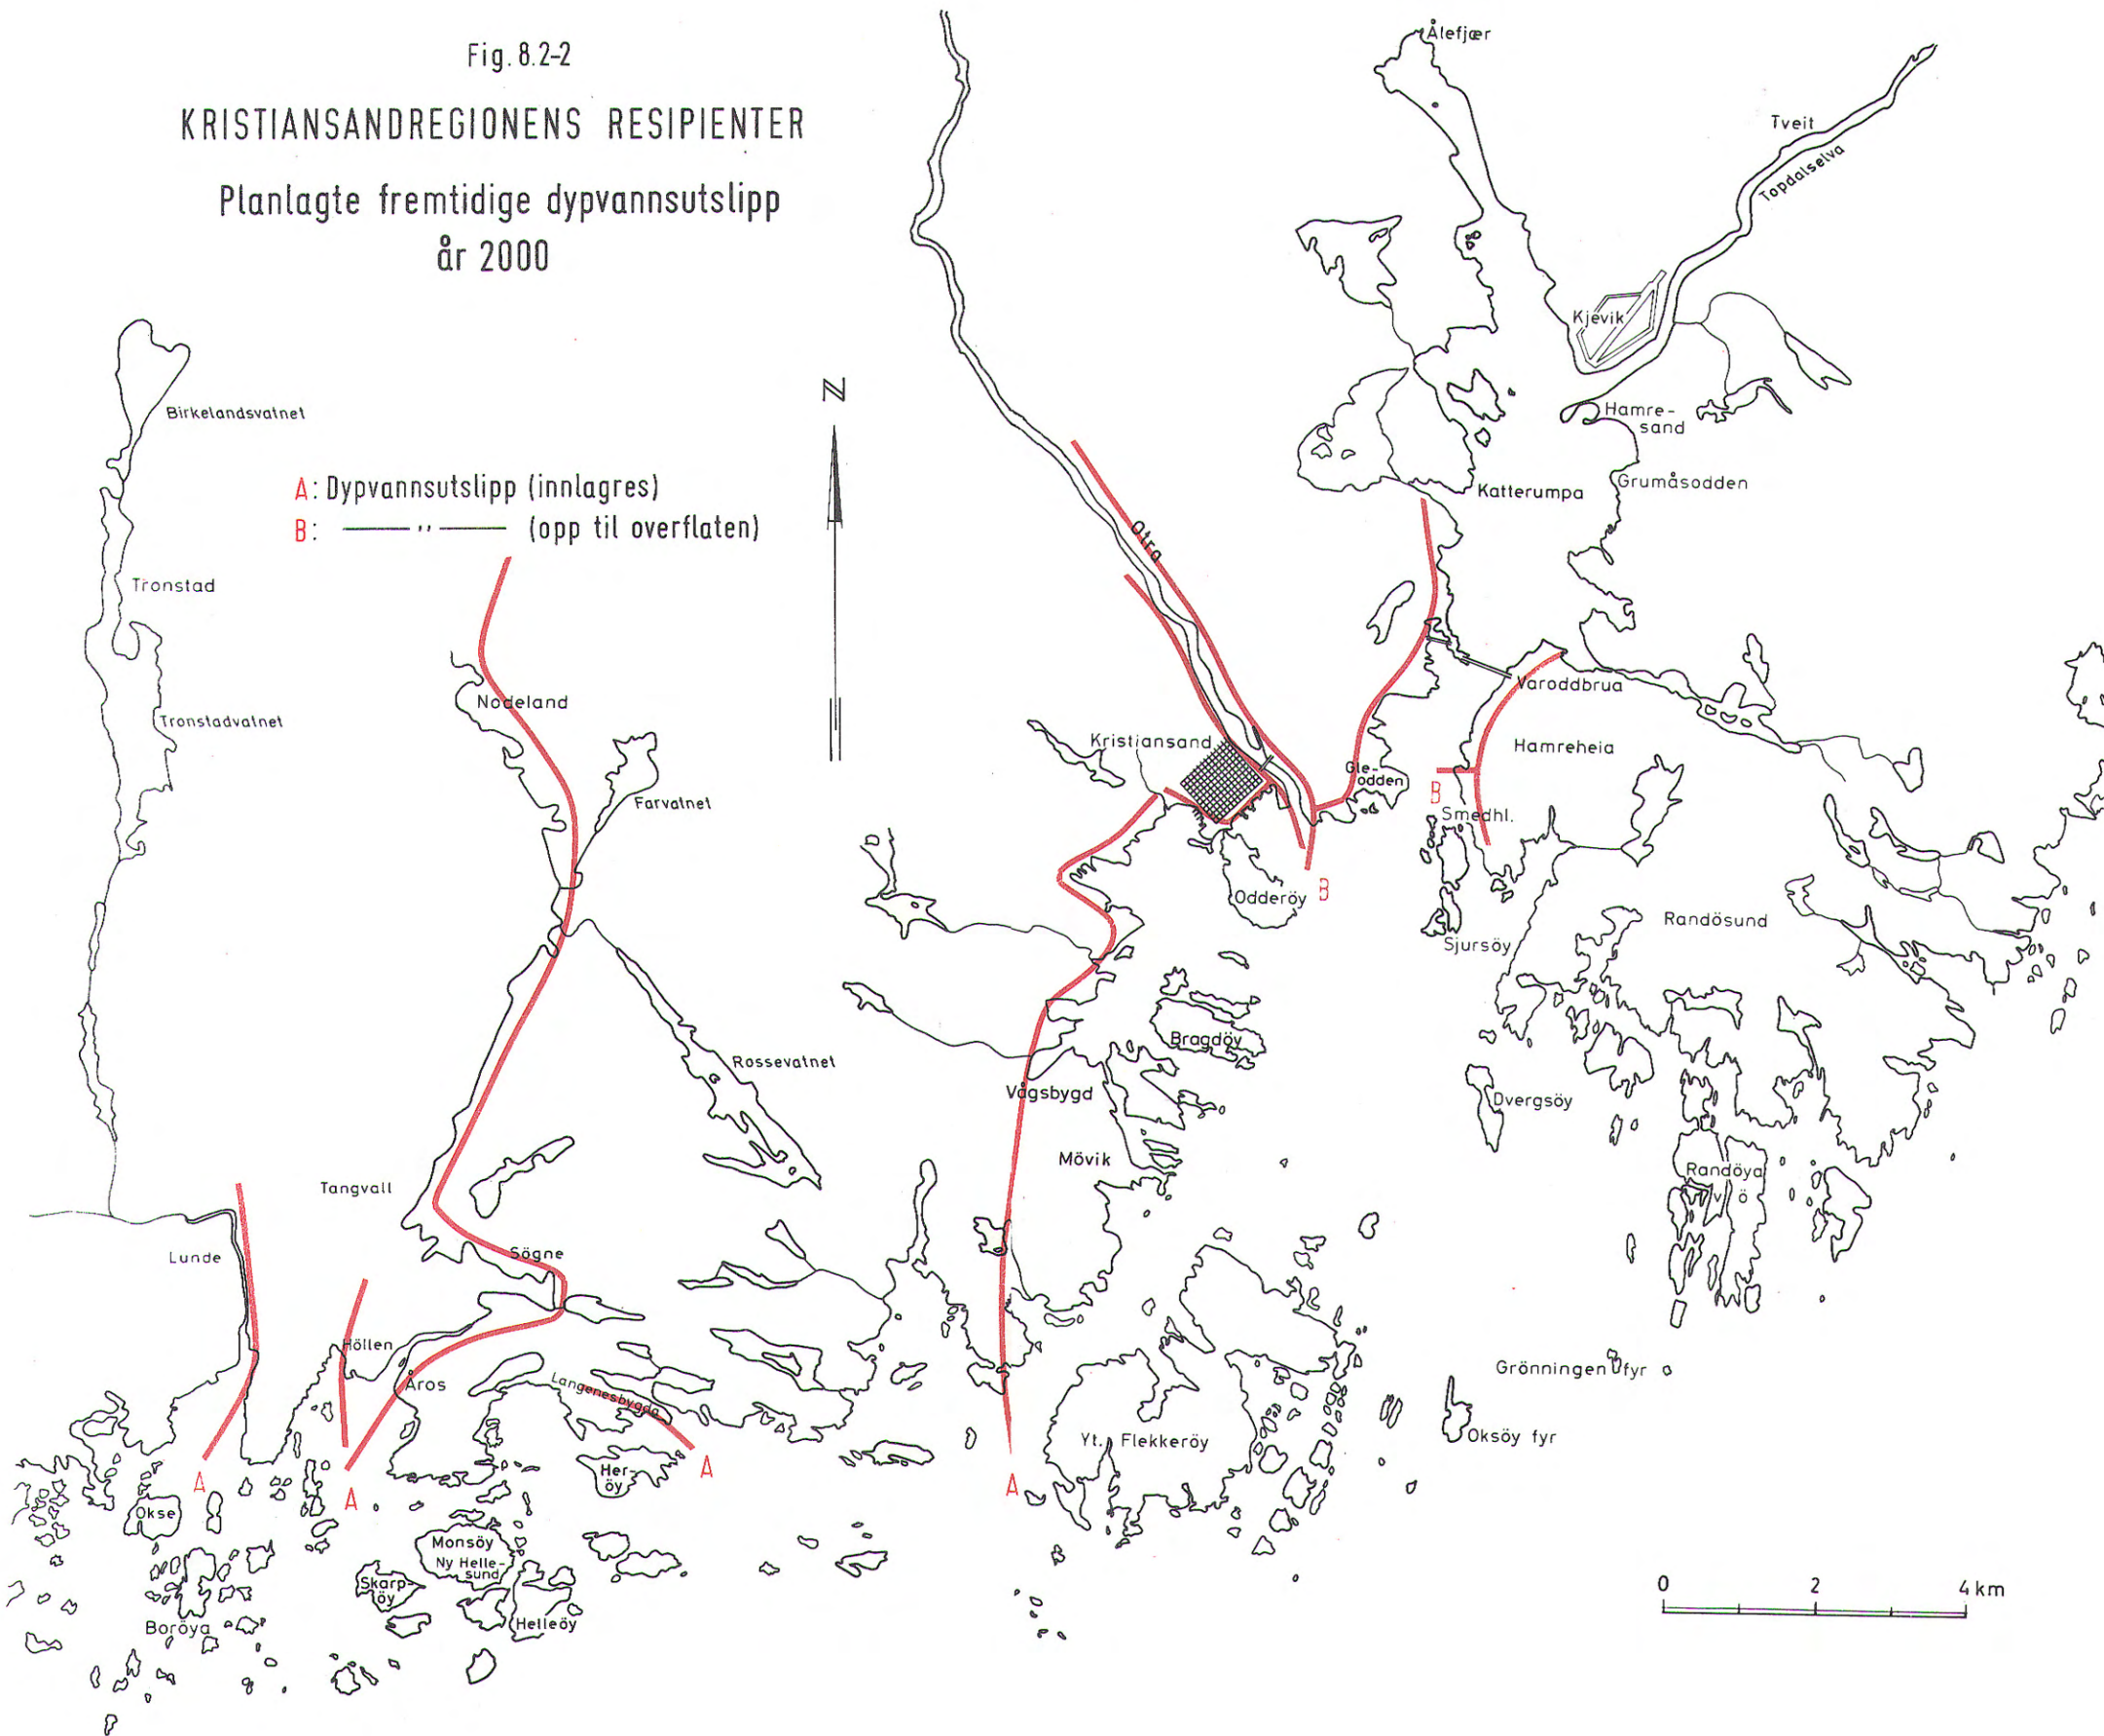 Fig. 8.2-2
KRISTIANSANDREGIONENS RESIPIENTER
Planlagte fremtidige dypvannsutslipp
år 2000
A: Dypvannsutslipp (innlagres)
B: ——— ,, ——— (opp til overflaten)
N
Ålefjær
Tveit
Topdalselva
Kjevik
Birkelandsvatnet
Hamre-
sand
Katterumpa
Grumåsodden
Otra
Tronstad
Nodeland
Tronstadvatnet
Varoddbrua
Kristiansand
Hamreheia
Gle-
odden
Farvatnet
B
Smedhl.
Odderöy
B
Sjursöy
Randösund
Bragdöy
Rossevatnet
Vågsbygd
Dvergsöy
Mövik
Randöya
v ö
Tangvall
Lunde
Sögne
Höllen
Åros
Langenesbygda
Grönningen fyr
Oksöy fyr
Yt. Flekkeröy
Her-
öy
A
A
A
A
Okse
Monsöy
Ny Helle-
sund
Skarp-
öy
Helleöy
Boröya
0 2 4 km